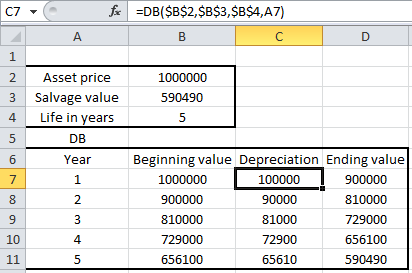 C7 fx =DB($B$2,$B$3,$B$4,A7)
A B C D
1
2 Asset price 1000000
3 Salvage value 590490
4 Life in years 5
5 DB
6 Year Beginning value Depreciation Ending value
7 1 1000000 100000 900000
8 2 900000 90000 810000
9 3 810000 81000 729000
10 4 729000 72900 656100
11 5 656100 65610 590490